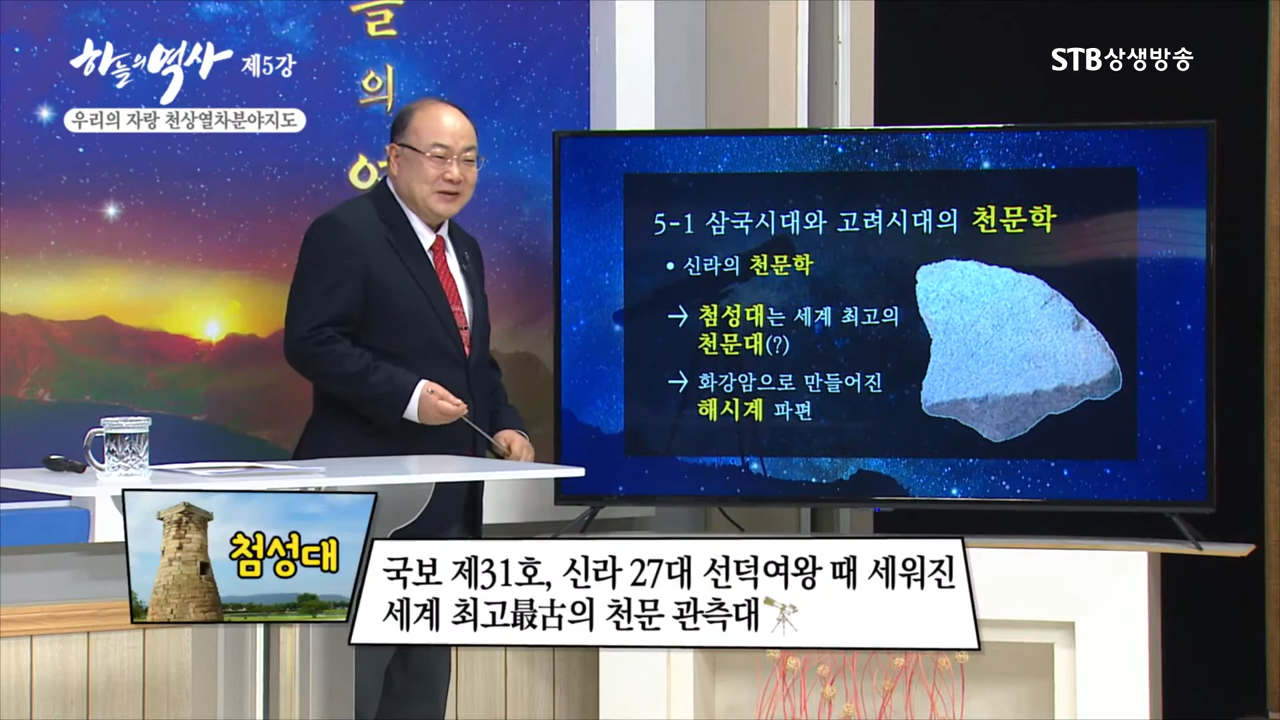 하늘의 역사 제5강
우리의 자랑 천상열차분야지도
STB상생방송
의
5-1 삼국시대와 고려시대의 천문학
• 신라의 천문학
→ 첨성대는 세계 최고의
천문대(?)
→ 화강암으로 만들어진
해시계 파편
첨성대
국보 제31호, 신라 27대 선덕여왕 때 세워진
세계 최고最古의 천문 관측대